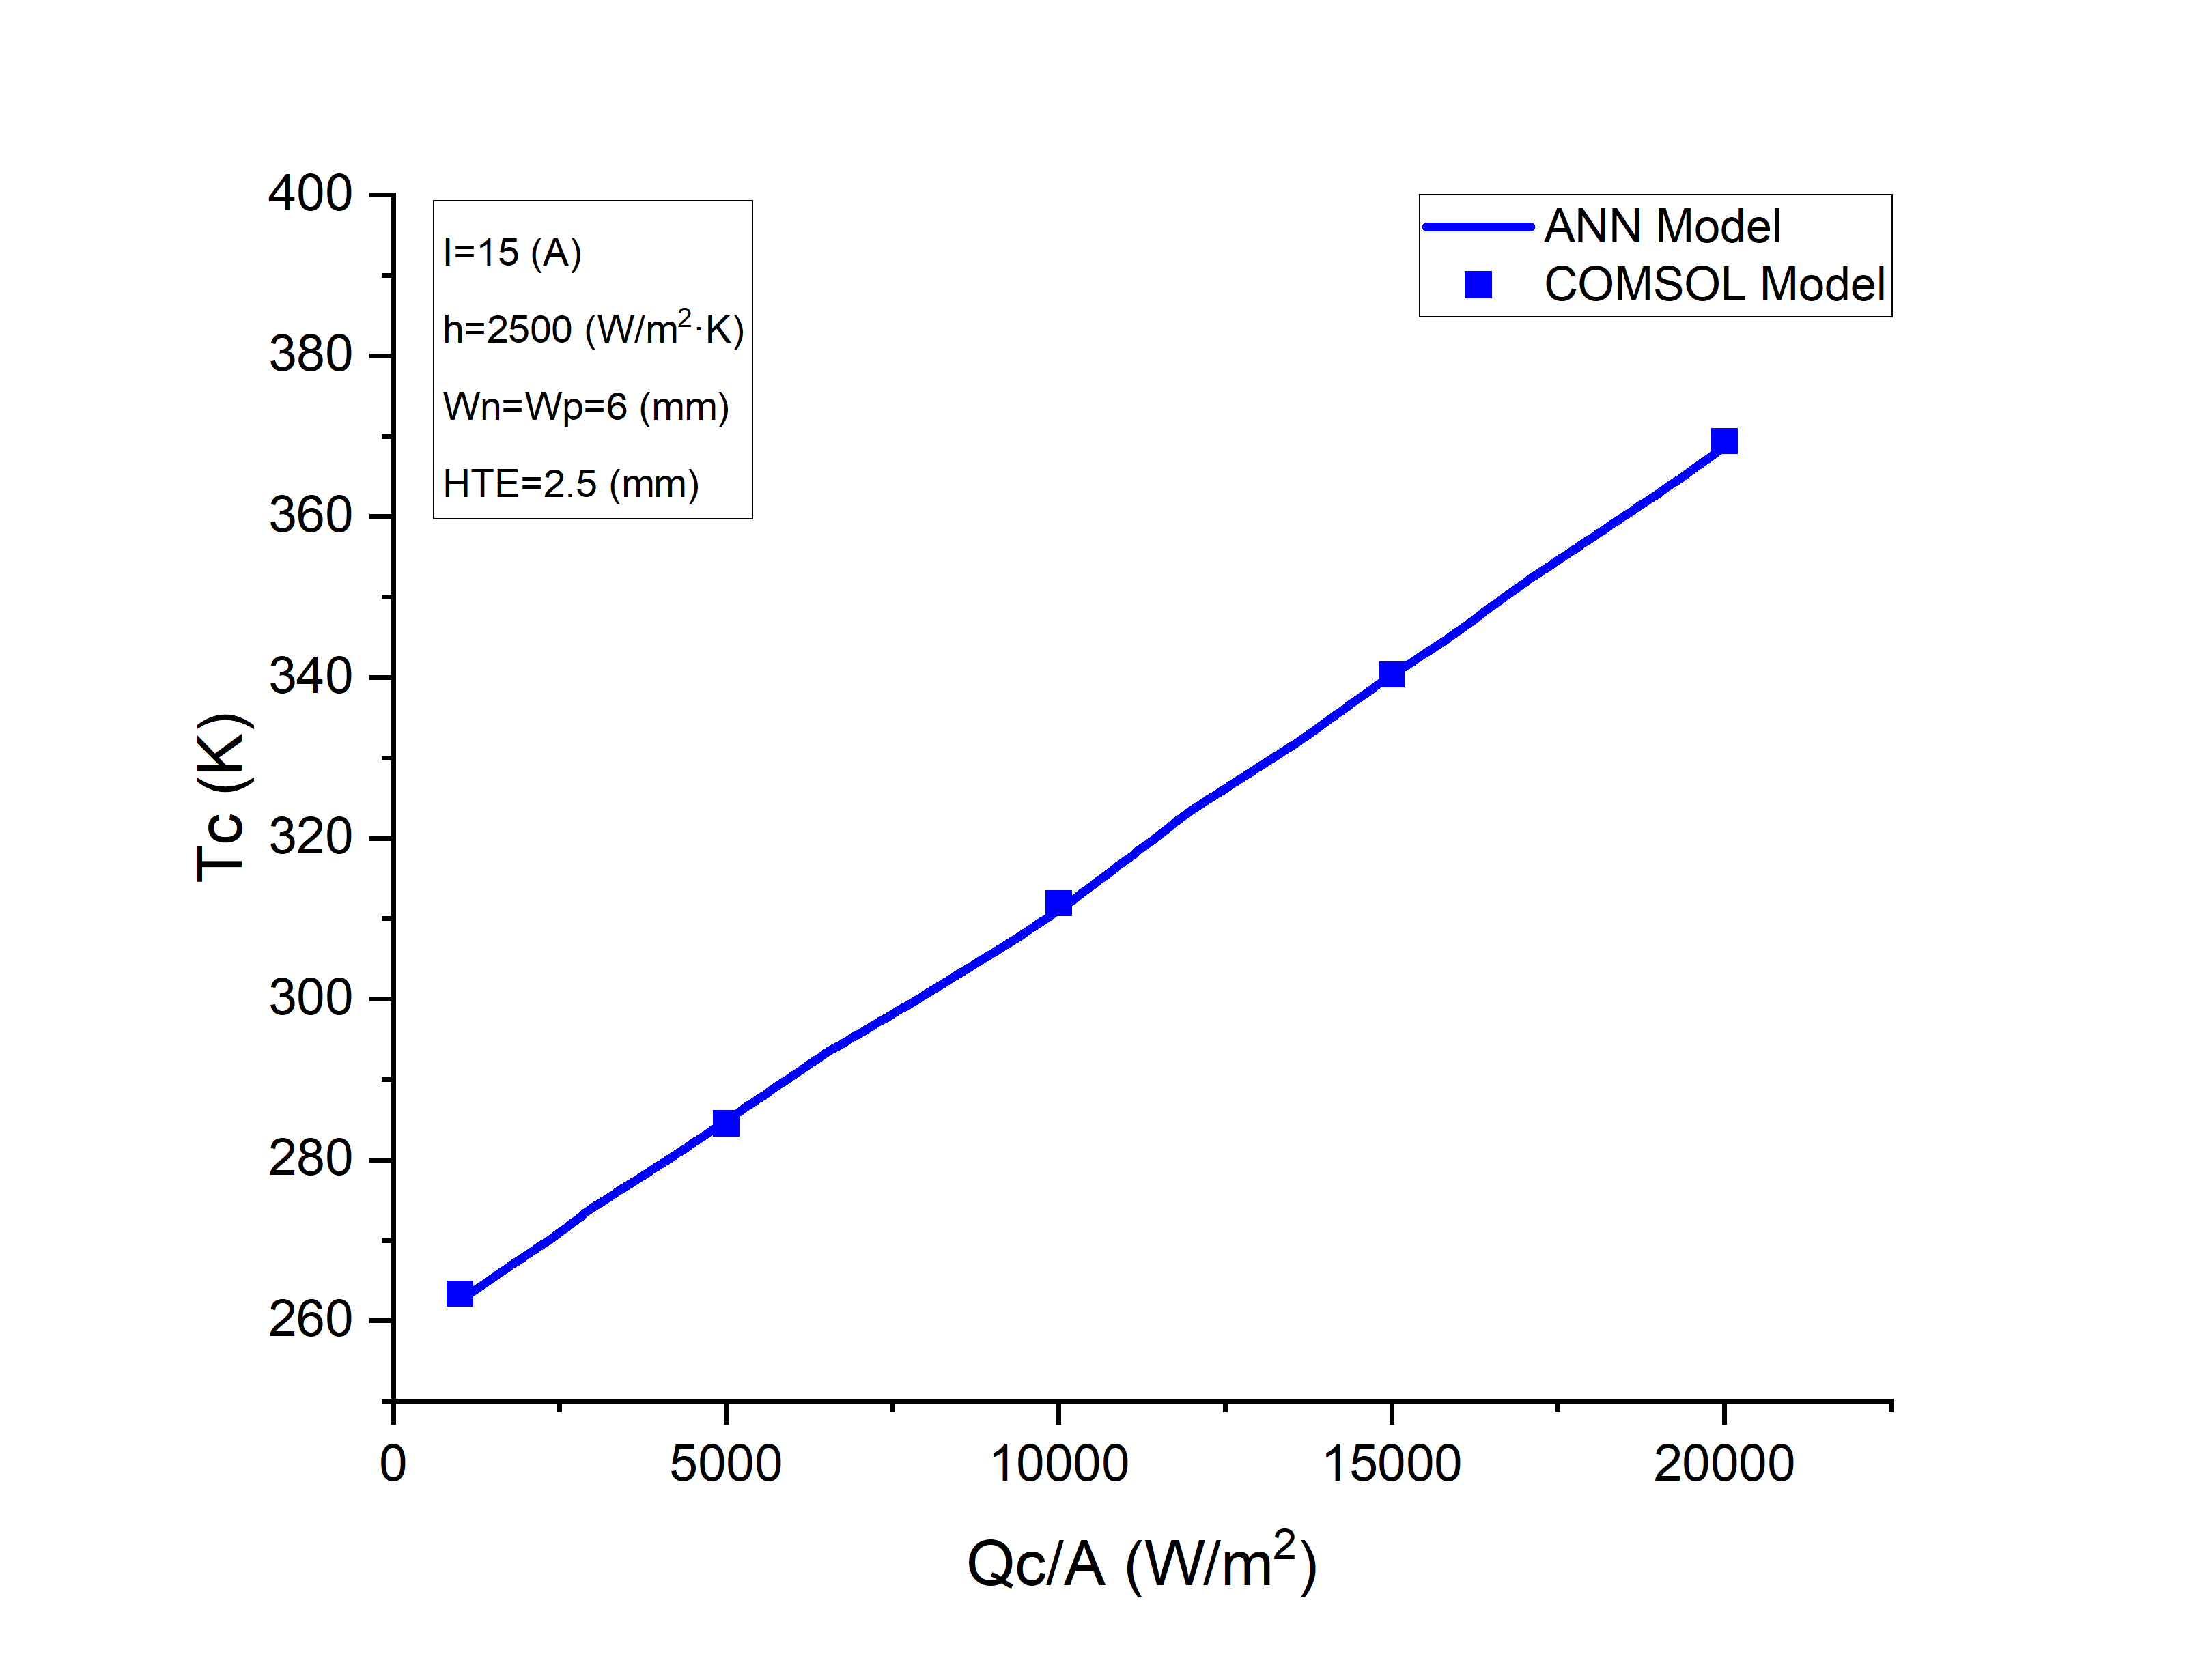 400
380
360
340
320
300
280
260
Tc (K)
I=15 (A)
h=2500 (W/m²·K)
Wn=Wp=6 (mm)
HTE=2.5 (mm)
ANN Model
COMSOL Model
0 5000 10000 15000 20000
Qc/A (W/m²)